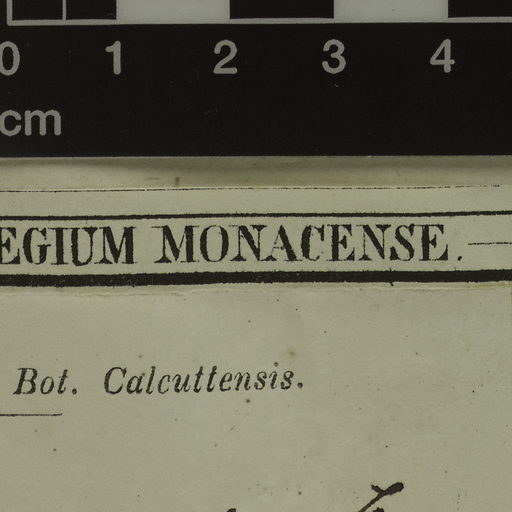 0 1 2 3 4
cm
EGIUM MONACENSE.
Bot. Calcuttensis.